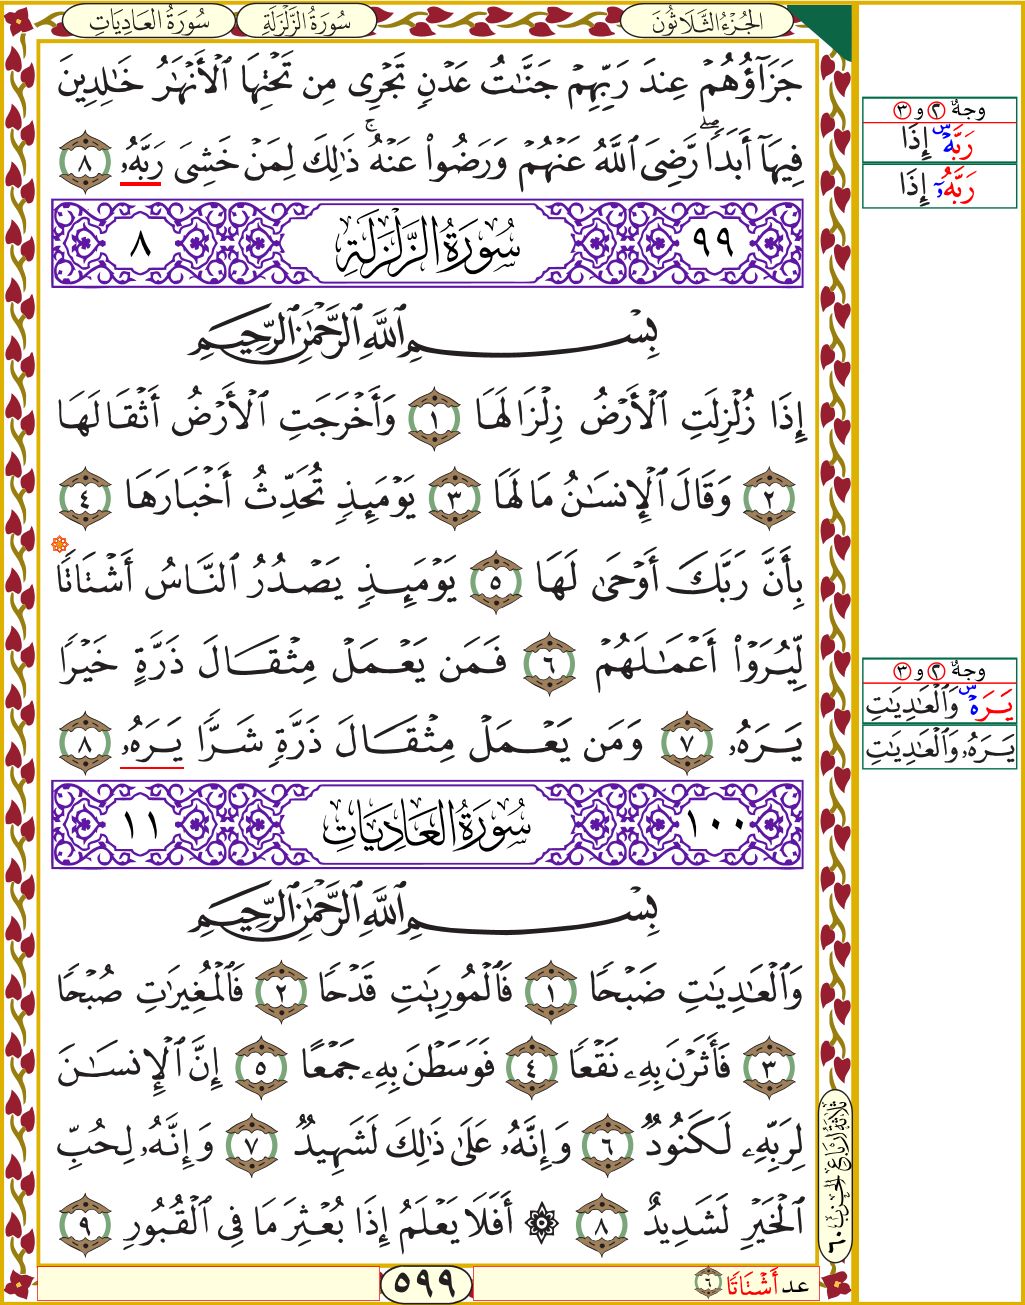 الجُزْءُ الثَّلَاثُونَ
سُورَةُ الزَّلْزَلَةِ
سُورَةُ العَادِيَاتِ
جَزَآؤُهُمْ عِندَ رَبِّهِمْ جَنَّٰتُ عَدْنٍ تَجْرِى مِن تَحْتِهَا ٱلْأَنْهَٰرُ خَٰلِدِينَ
فِيهَآ أَبَدًا ۖ رَّضِىَ ٱللَّهُ عَنْهُمْ وَرَضُوا۟ عَنْهُ ۚ ذَٰلِكَ لِمَنْ خَشِىَ رَبَّهُۥ ٨
٩٩ سُورَةُ الزَّلْزَلَةِ ٨
بِسْمِ ٱللَّهِ ٱلرَّحْمَٰنِ ٱلرَّحِيمِ
إِذَا زُلْزِلَتِ ٱلْأَرْضُ زِلْزَالَهَا ١ وَأَخْرَجَتِ ٱلْأَرْضُ أَثْقَالَهَا
٢ وَقَالَ ٱلْإِنسَٰنُ مَا لَهَا ٣ يَوْمَئِذٍ تُحَدِّثُ أَخْبَارَهَا ٤
بِأَنَّ رَبَّكَ أَوْحَىٰ لَهَا ٥ يَوْمَئِذٍ يَصْدُرُ ٱلنَّاسُ أَشْتَاتًا
لِّيُرَوْا۟ أَعْمَٰلَهُمْ ٦ فَمَن يَعْمَلْ مِثْقَالَ ذَرَّةٍ خَيْرًا
يَرَهُۥ ٧ وَمَن يَعْمَلْ مِثْقَالَ ذَرَّةٍ شَرًّا يَرَهُۥ ٨
١٠٠ سُورَةُ العَادِيَاتِ ١١
بِسْمِ ٱللَّهِ ٱلرَّحْمَٰنِ ٱلرَّحِيمِ
وَٱلْعَٰدِيَٰتِ ضَبْحًا ١ فَٱلْمُورِيَٰتِ قَدْحًا ٢ فَٱلْمُغِيرَٰتِ صُبْحًا
٣ فَأَثَرْنَ بِهِۦ نَقْعًا ٤ فَوَسَطْنَ بِهِۦ جَمْعًا ٥ إِنَّ ٱلْإِنسَٰنَ
لِرَبِّهِۦ لَكَنُودٌ ٦ وَإِنَّهُۥ عَلَىٰ ذَٰلِكَ لَشَهِيدٌ ٧ وَإِنَّهُۥ لِحُبِّ
ٱلْخَيْرِ لَشَدِيدٌ ٨ ۞ أَفَلَا يَعْلَمُ إِذَا بُعْثِرَ مَا فِى ٱلْقُبُورِ ٩
وجهٌ ٢ و ٣
رَبَّهُۥ ۜ إِذَا
رَبَّهُۥٓ إِذَا
وجهٌ ٢ و ٣
يَرَهُۥ ۜ وَٱلْعَٰدِيَٰتِ
يَرَهُۥ وَٱلْعَٰدِيَٰتِ
ثلاثة أرباع الحزب ٦٠
عد أَشْتَاتًا ٦
٥٩٩